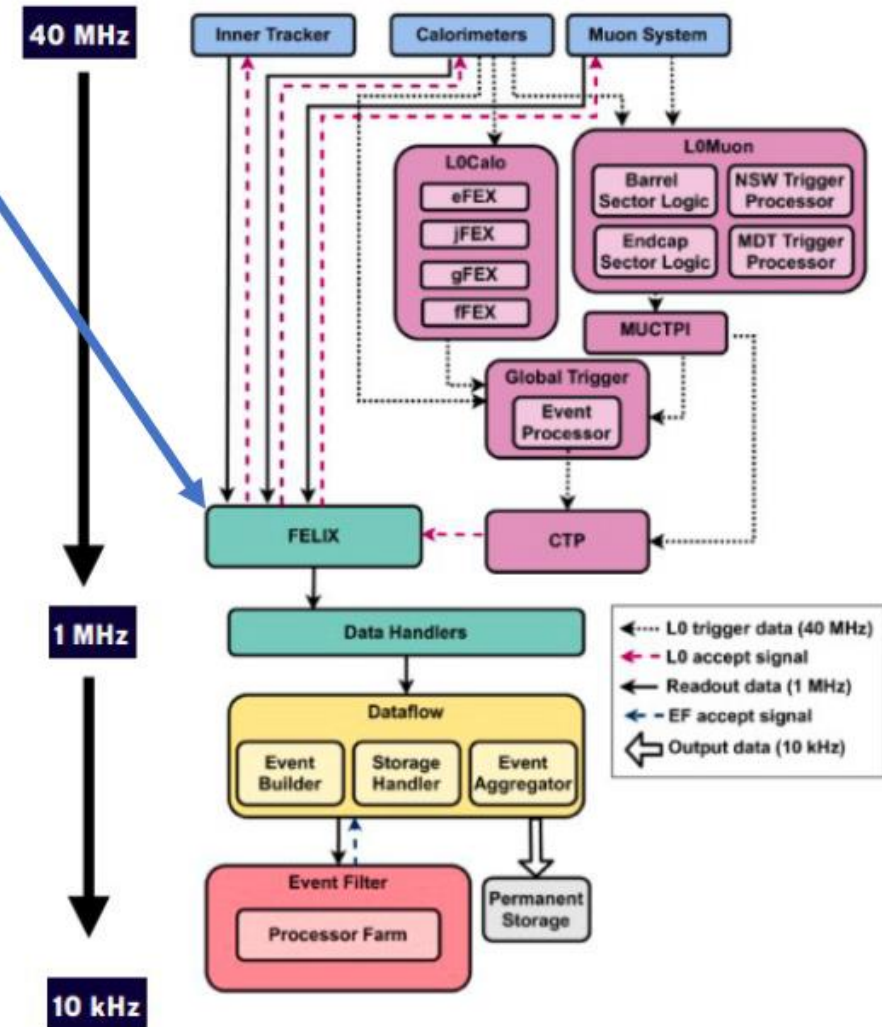 40 MHz
Inner Tracker
Calorimeters
Muon System
L0Calo
eFEX
jFEX
gFEX
fFEX
L0Muon
Barrel
Sector Logic
NSW Trigger
Processor
Endcap
Sector Logic
MDT Trigger
Processor
MUCTPI
Global Trigger
Event
Processor
FELIX
CTP
1 MHz
Data Handlers
L0 trigger data (40 MHz)
L0 accept signal
Readout data (1 MHz)
EF accept signal
Output data (10 kHz)
Dataflow
Event
Builder
Storage
Handler
Event
Aggregator
Event Filter
Processor Farm
Permanent
Storage
10 kHz